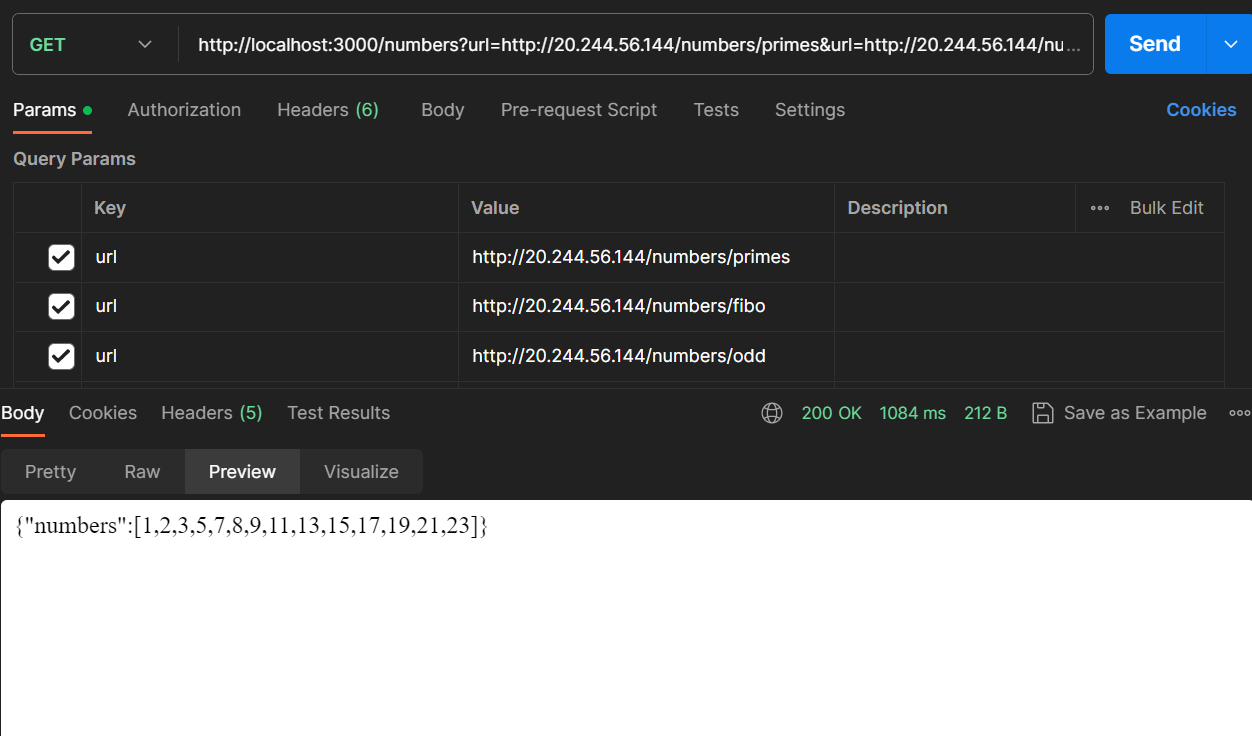 GET http://localhost:3000/numbers?url=http://20.244.56.144/numbers/primes&url=http://20.244.56.144/nu... Send
Params Authorization Headers (6) Body Pre-request Script Tests Settings Cookies
Query Params
Key Value Description Bulk Edit
url http://20.244.56.144/numbers/primes
url http://20.244.56.144/numbers/fibo
url http://20.244.56.144/numbers/odd
Body Cookies Headers (5) Test Results 200 OK 1084 ms 212 B Save as Example
Pretty Raw Preview Visualize
{"numbers":[1,2,3,5,7,8,9,11,13,15,17,19,21,23]}